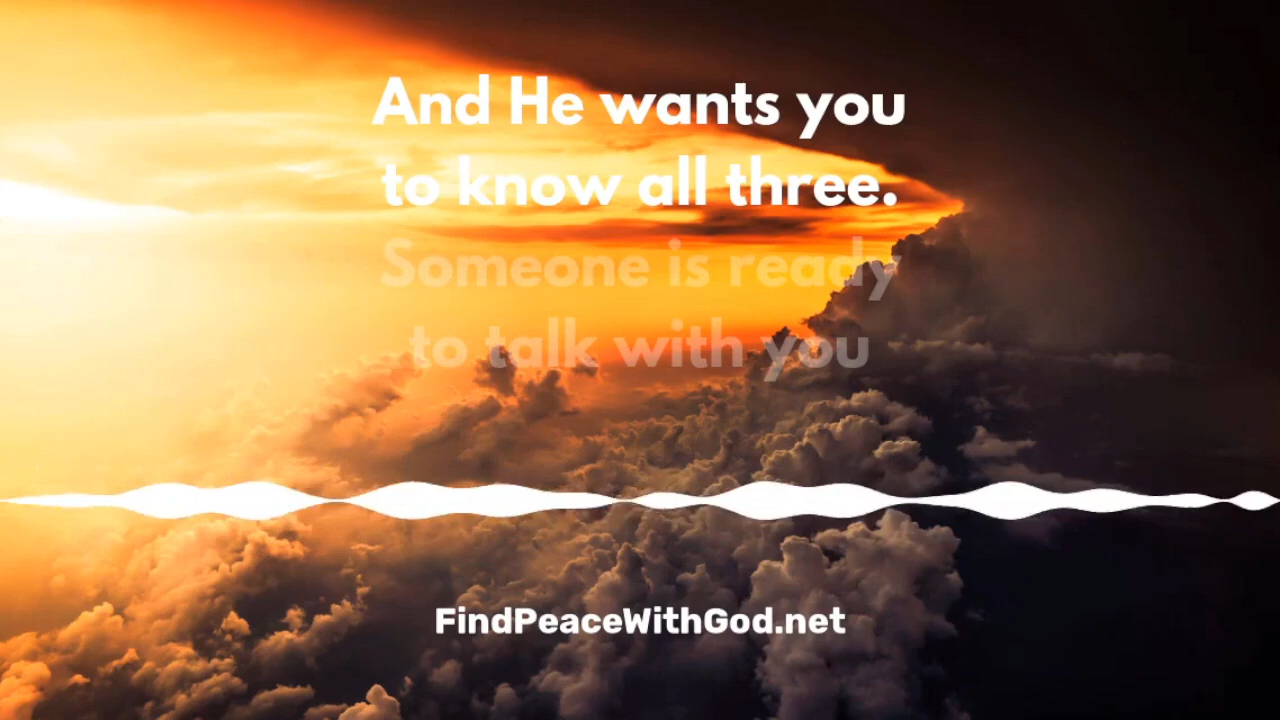 And He wants you
to know all three.
Someone is ready
to talk with you
FindPeaceWithGod.net